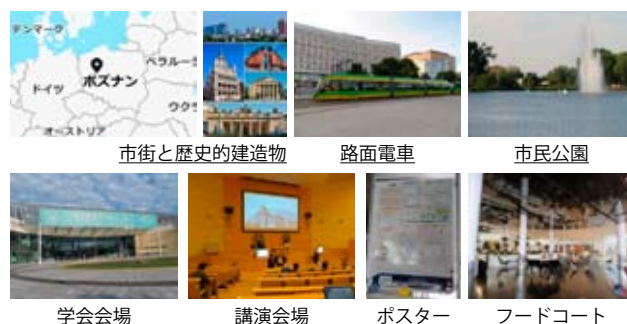 デンマーク
ベラルー
ポズナン
ドイツ
ウク
オーストリア
市街と歴史的建造物
路面電車
市民公園
学会会場
講演会場
ポスター
フードコート